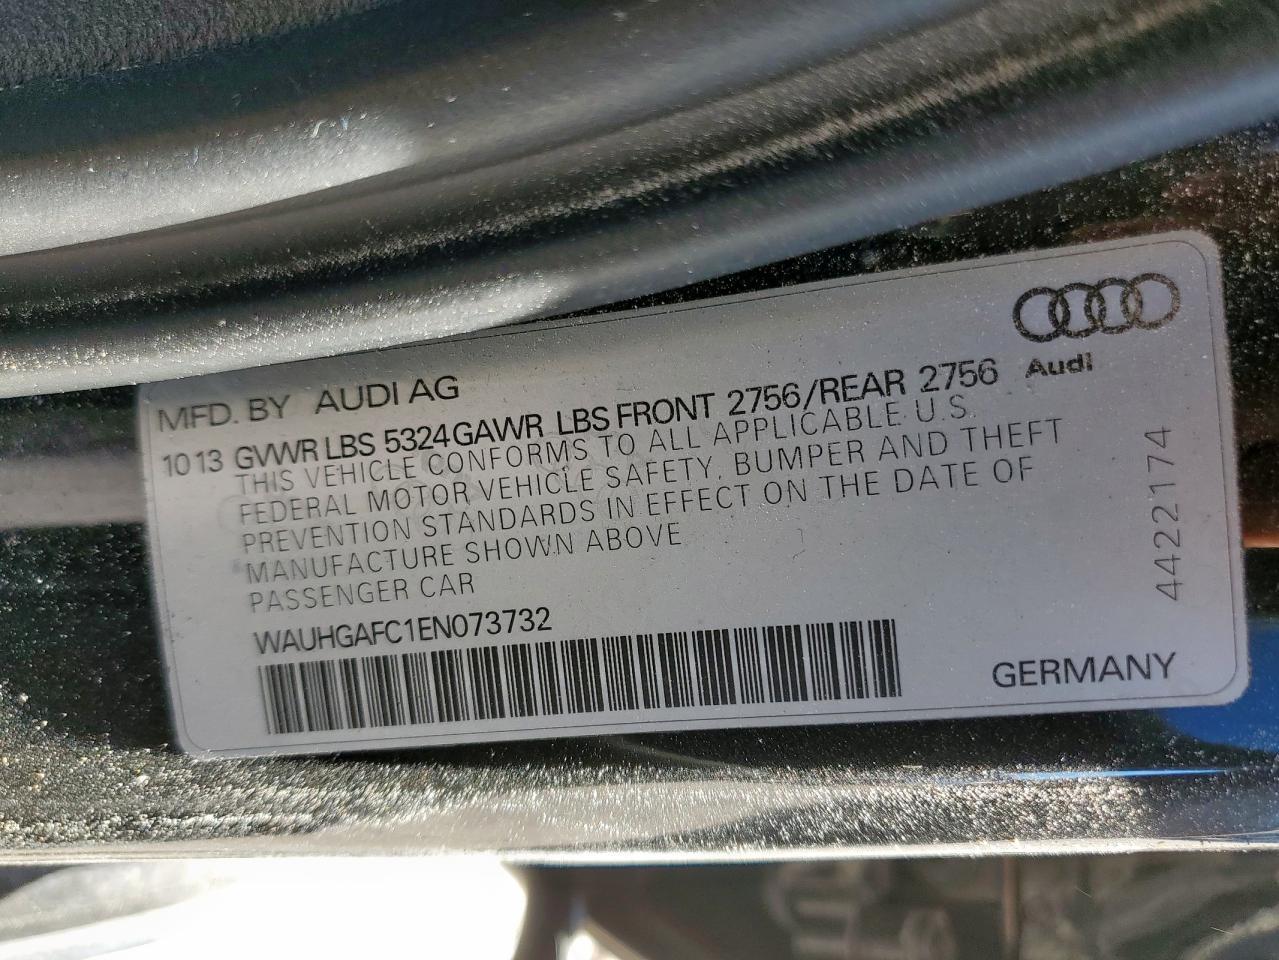 Audi
MFD. BY AUDI AG
1013 GVWR LBS 5324 GAWR LBS FRONT 2756/REAR 2756
THIS VEHICLE CONFORMS TO ALL APPLICABLE U.S.
FEDERAL MOTOR VEHICLE SAFETY, BUMPER AND THEFT
PREVENTION STANDARDS IN EFFECT ON THE DATE OF
MANUFACTURE SHOWN ABOVE
PASSENGER CAR
WAUHGAFC1EN073732
GERMANY
4422174